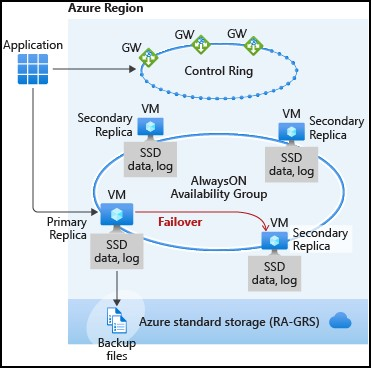 Azure Region
Application
GW
GW
GW
Control Ring
VM
Secondary
Replica
SSD
data, log
VM
Secondary
Replica
SSD
data, log
AlwaysON
Availability Group
VM
Primary
Replica
SSD
data, log
Failover
VM
Secondary
Replica
SSD
data, log
Azure standard storage (RA-GRS)
Backup
files